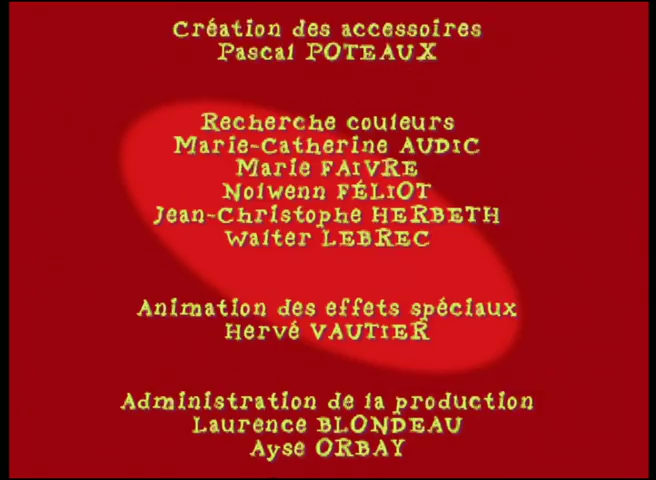 Création des accessoires
Pascal POTEAUX
Recherche couleurs
Marie-Catherine AUDIC
Marie FAIVRE
Nolwenn FÉLIOT
Jean-Christophe HERBETH
Walter LEBREC
Animation des effets spéciaux
Hervé VAUTIER
Administration de la production
Laurence BLONDEAU
Ayse ORBAY